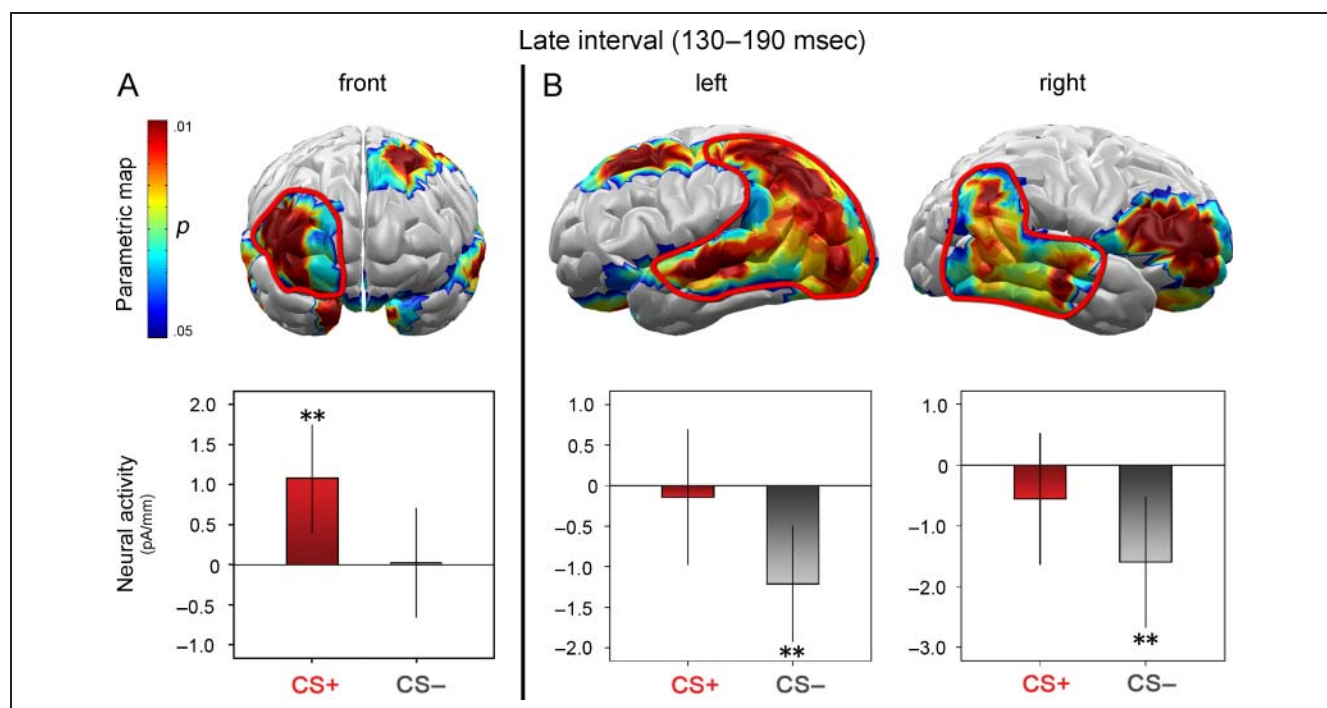 Late interval (130–190 msec)
A
front
B
left
right
Parametric map
.01
p
.05
Neural activity
(pA/mm)
2.0
1.5
1.0
0.5
0
–0.5
–1.0
**
CS+
CS–
1.0
0.5
0
–0.5
–1.0
–1.5
–2.0
**
CS+
CS–
1.0
0
–1.0
–2.0
–3.0
**
CS+
CS–